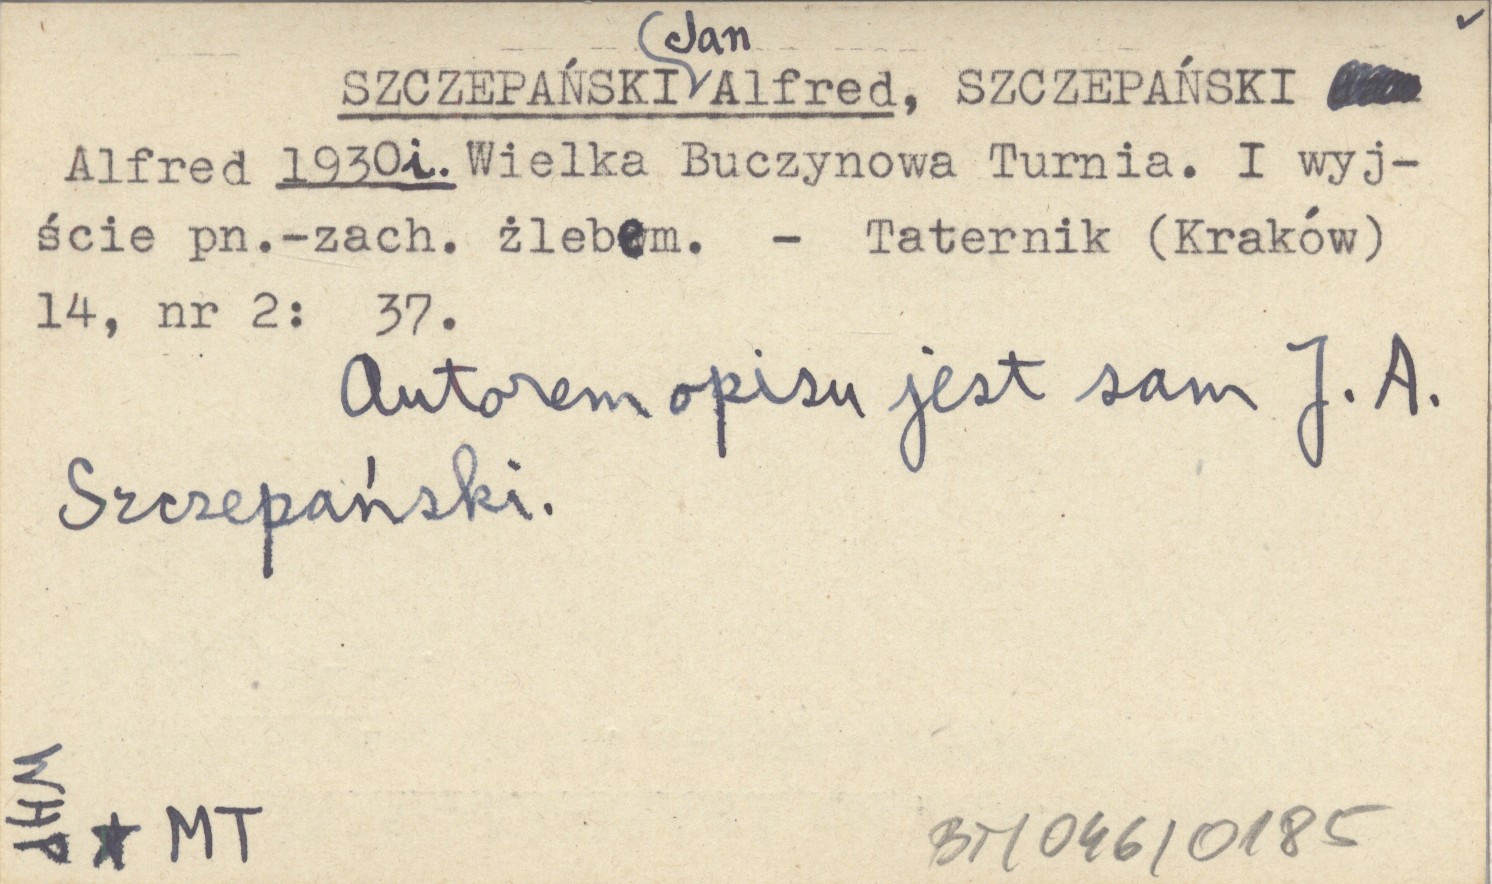 Jan
SZCZEPAŃSKI Alfred, SZCZEPAŃSKI
Alfred 1930i. Wielka Buczynowa Turnia. I wyj-
ście pn.-zach. żlebem. - Taternik (Kraków)
14, nr 2: 37.
Autorem opisu jest sam J. A.
Szczepański.
WHP
★ MT
BT/046/0185